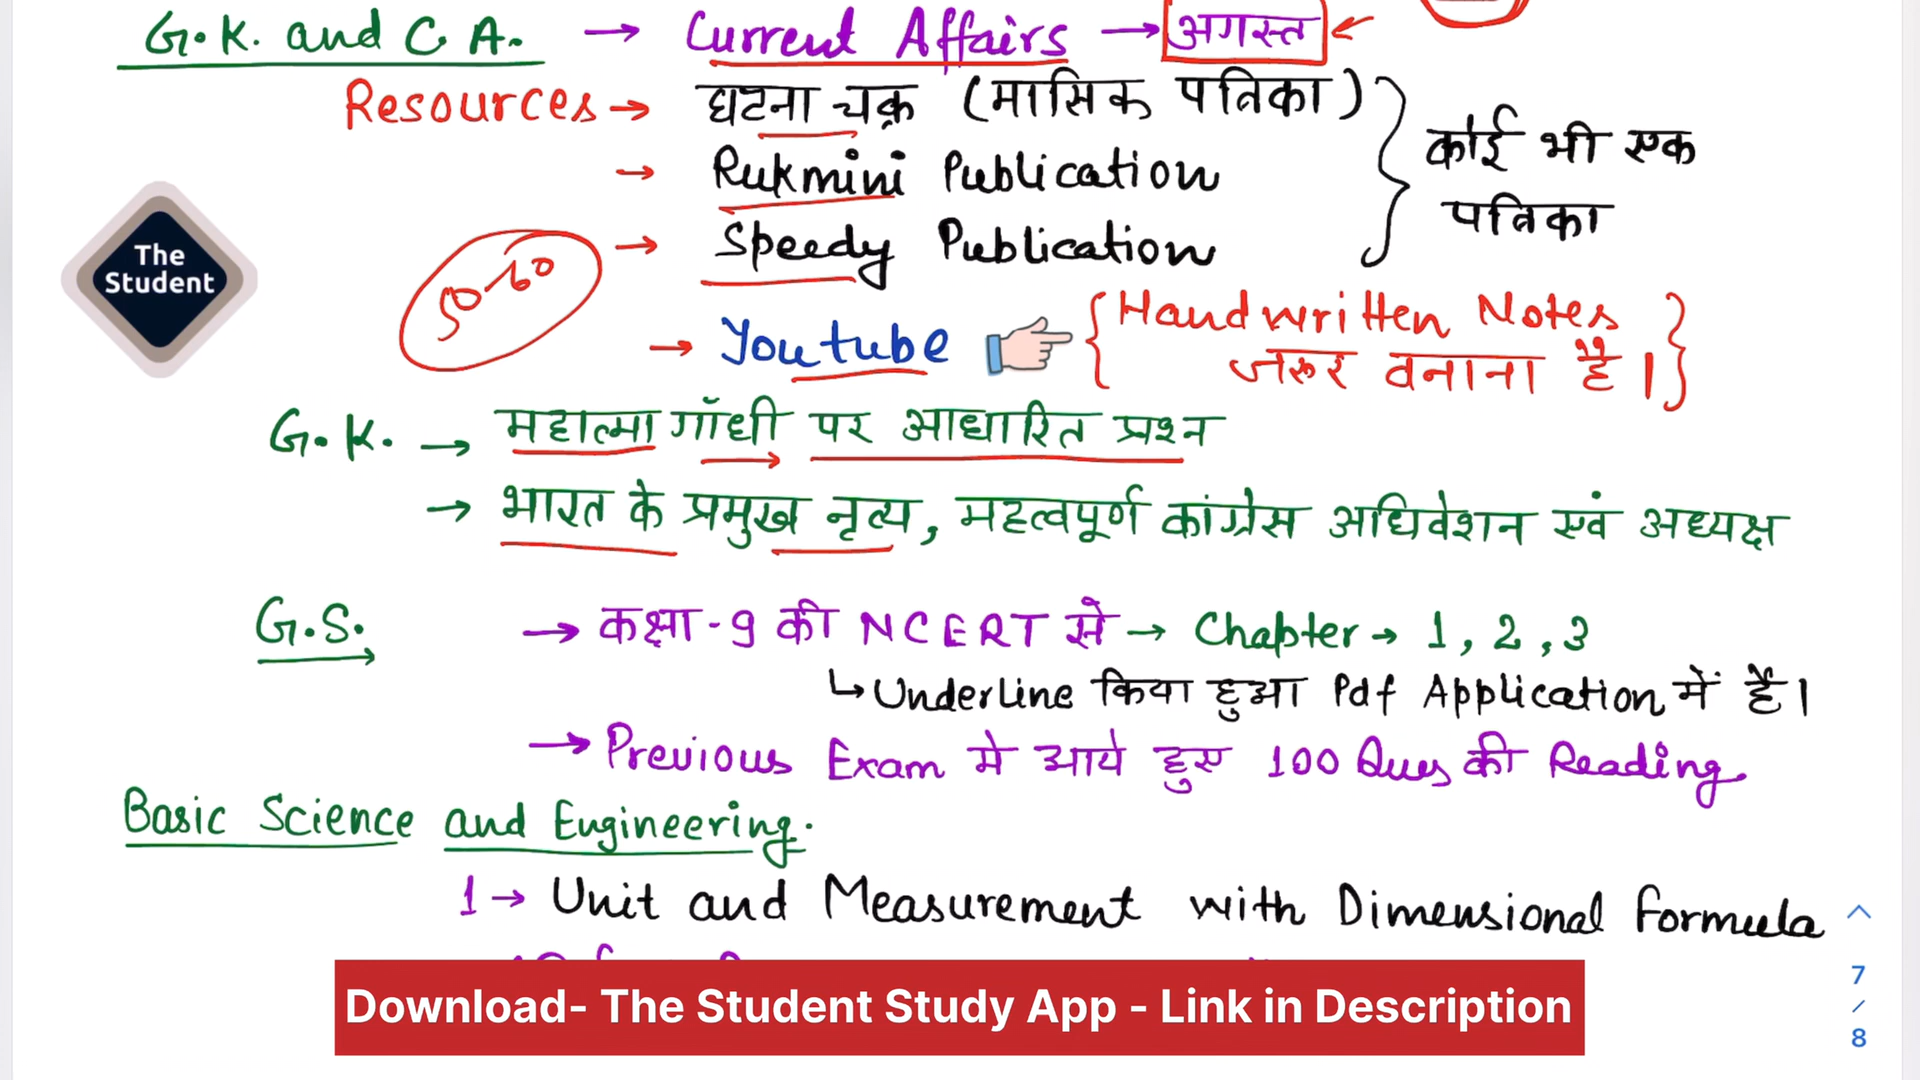 G.K. and C.A. → Current Affairs → अगस्त ←
Resources → घटना चक्र (मासिक पत्रिका)
→ Rukmini Publication
→ Speedy Publication
कोई भी एक
पत्रिका
The
Student
50-60
→ Youtube {Handwritten Notes
जरूर बनाना है।}
G.K. → महात्मा गाँधी पर आधारित प्रश्न
→ भारत के प्रमुख नृत्य, महत्वपूर्ण कांग्रेस अधिवेशन एवं अध्यक्ष
G.S. → कक्षा-9 की NCERT से → Chapter → 1, 2, 3
↳ Underline किया हुआ Pdf Application में है।
→ Previous Exam मे आये हुए 100 Ques की Reading
Basic Science and Engineering.
1 → Unit and Measurement with Dimensional formula
Download- The Student Study App - Link in Description
7
/
8